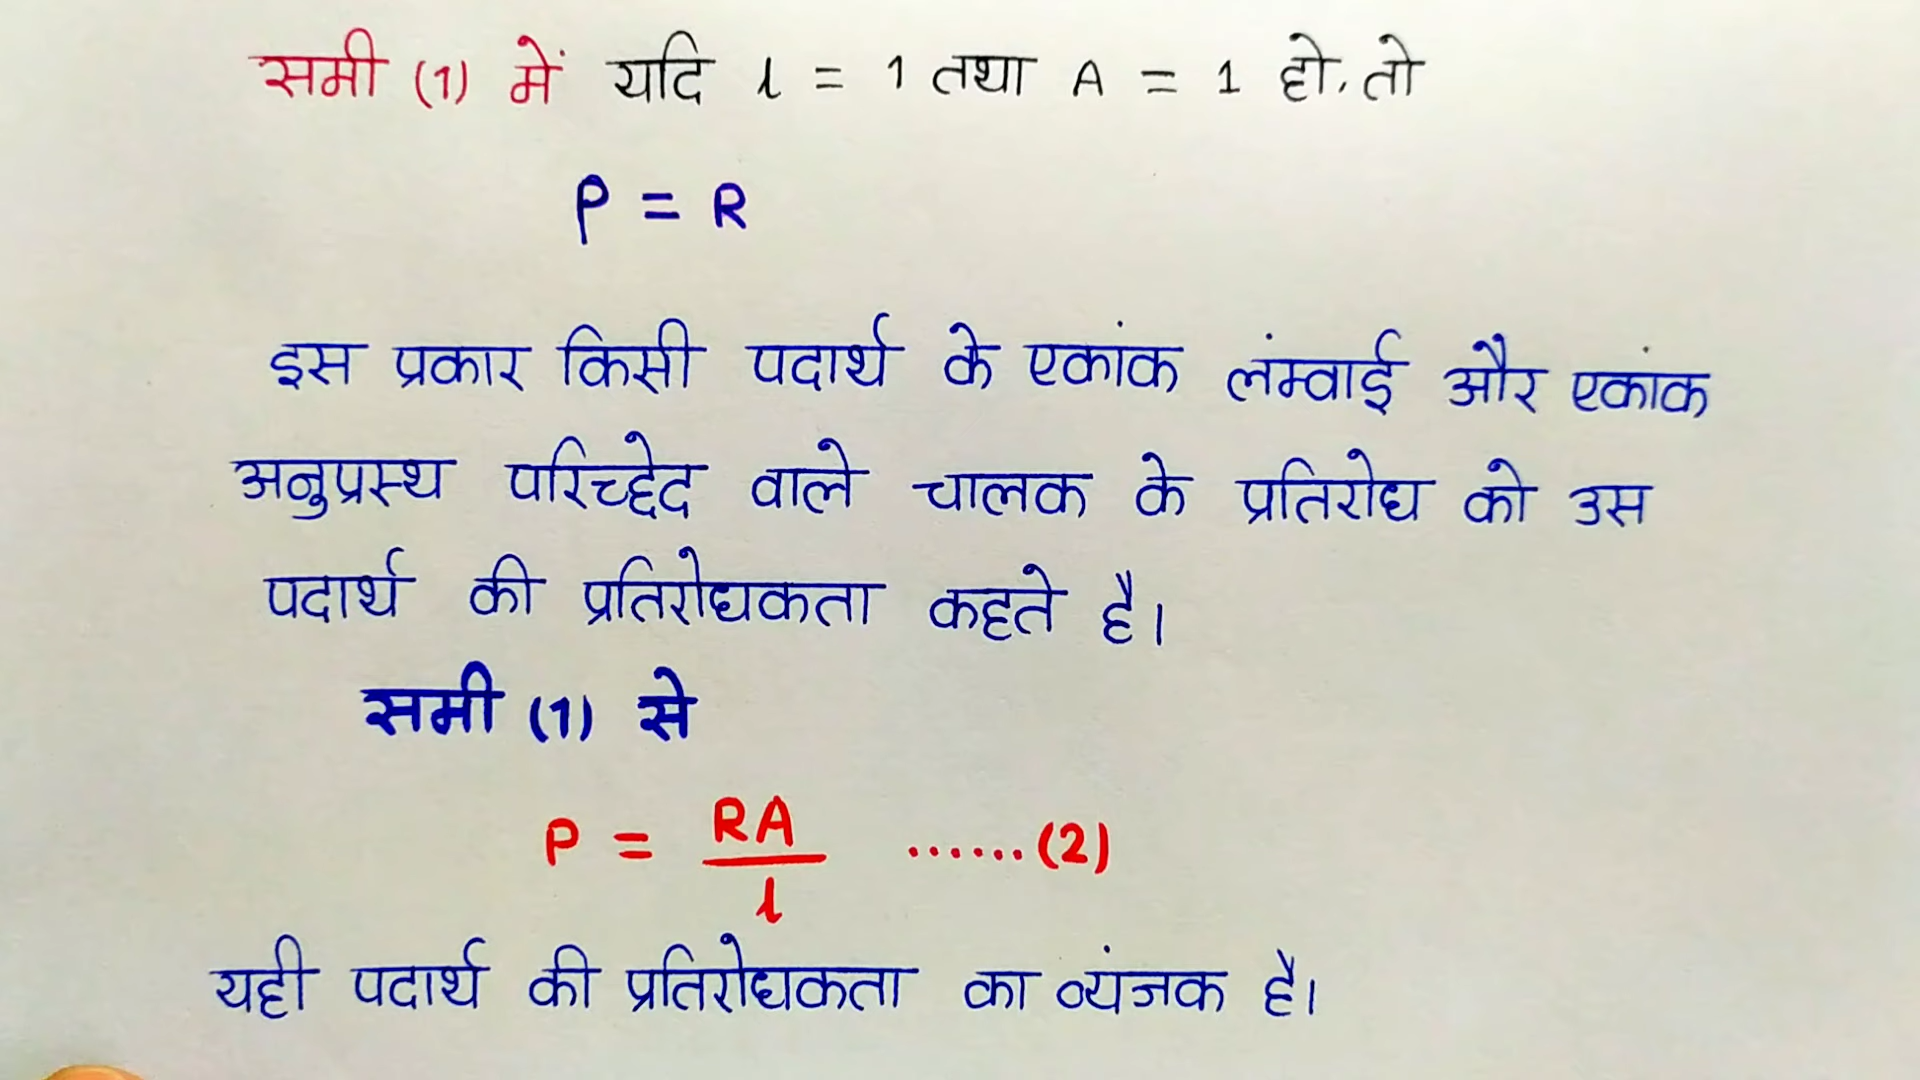 समी (1) में यदि l = 1 तथा A = 1 हो, तो
ρ = R
इस प्रकार किसी पदार्थ के एकांक लंम्वाई और एकांक
अनुप्रस्थ परिच्छेद वाले चालक के प्रतिरोध को उस
पदार्थ की प्रतिरोधकता कहते है।
समी (1) से
ρ = RA / l ......(2)
यही पदार्थ की प्रतिरोधकता का व्यंजक है।